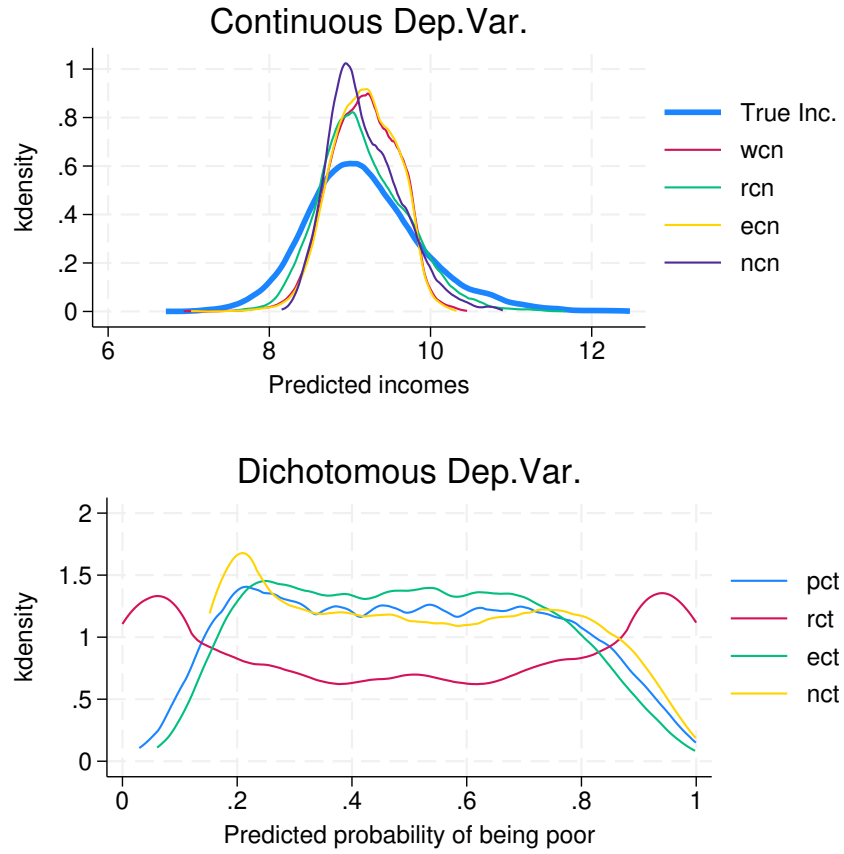 Continuous Dep.Var.
kdensity
1
.8
.6
.4
.2
0
6 8 10 12
Predicted incomes
True Inc.
wcn
rcn
ecn
ncn
Dichotomous Dep.Var.
kdensity
2
1.5
1
.5
0
0 .2 .4 .6 .8 1
Predicted probability of being poor
pct
rct
ect
nct